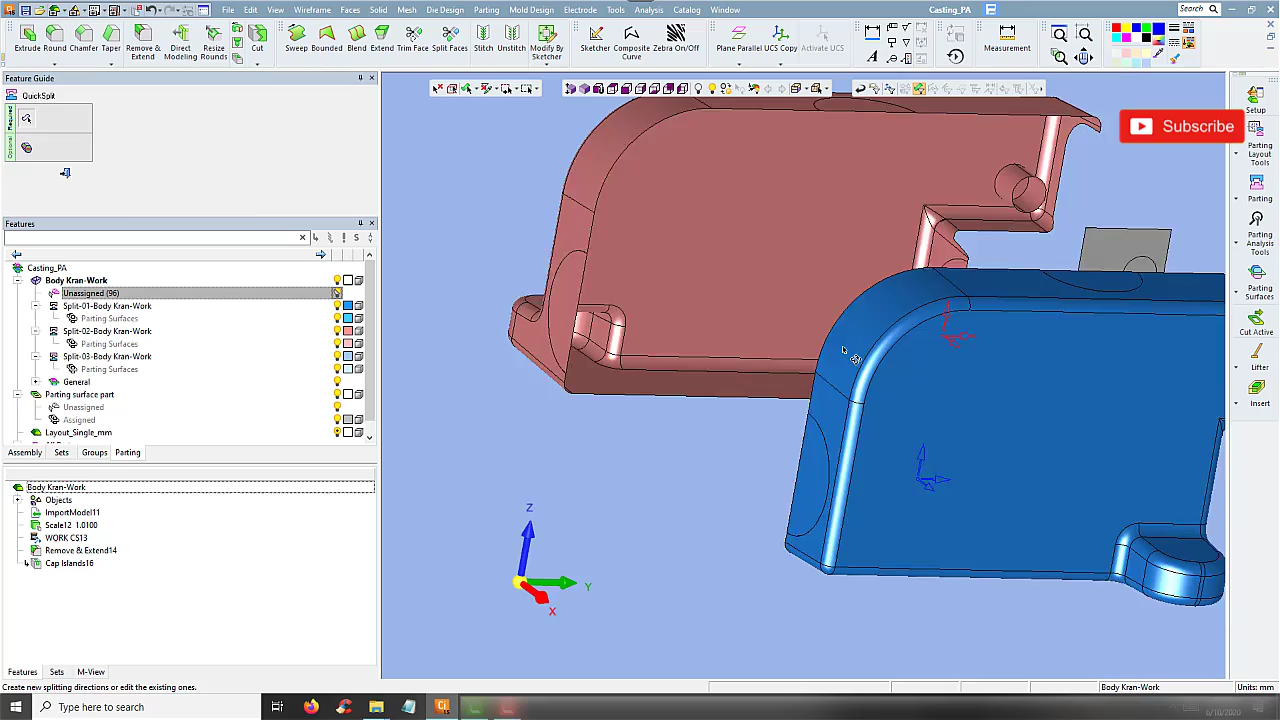 File Edit View Wireframe Faces Solid Mesh Die Design Parting Mold Design Electrode Tools Analysis Catalog Window Casting_PA Search
Extrude Round Chamfer Taper Remove & Extend Direct Modeling Resize Rounds Cut Sweep Bounded Blend Extend Stitch Unstitch Modify By Sketcher Sketcher Composite Curve Zebra On/Off Plane Parallel UCS Copy Activate UCS Measurement
Feature Guide
QuickSplit
Required
Optional
Setup
Parting Layout Tools
Parting
Parting Analysis Tools
Parting Surfaces
Cut Active
Lifter
Insert
Subscribe
Features
Casting_PA
Body Kran-Work
Unassigned (96)
Split-01-Body Kran-Work
Parting Surfaces
Split-02-Body Kran-Work
Parting Surfaces
Split-03-Body Kran-Work
Parting Surfaces
General
Parting surface part
Unassigned
Assigned
Layout_Single_mm
Assembly Sets Groups Parting
Body Kran-Work
Objects
ImportModel11
Scale12 1.0100
WORK CS13
Remove & Extend14
Cap Islands16
Z
Y
X
Features Sets M-View
Create new splitting directions or edit the existing ones. Body Kran-Work Units: mm
Type here to search
6/10/2020